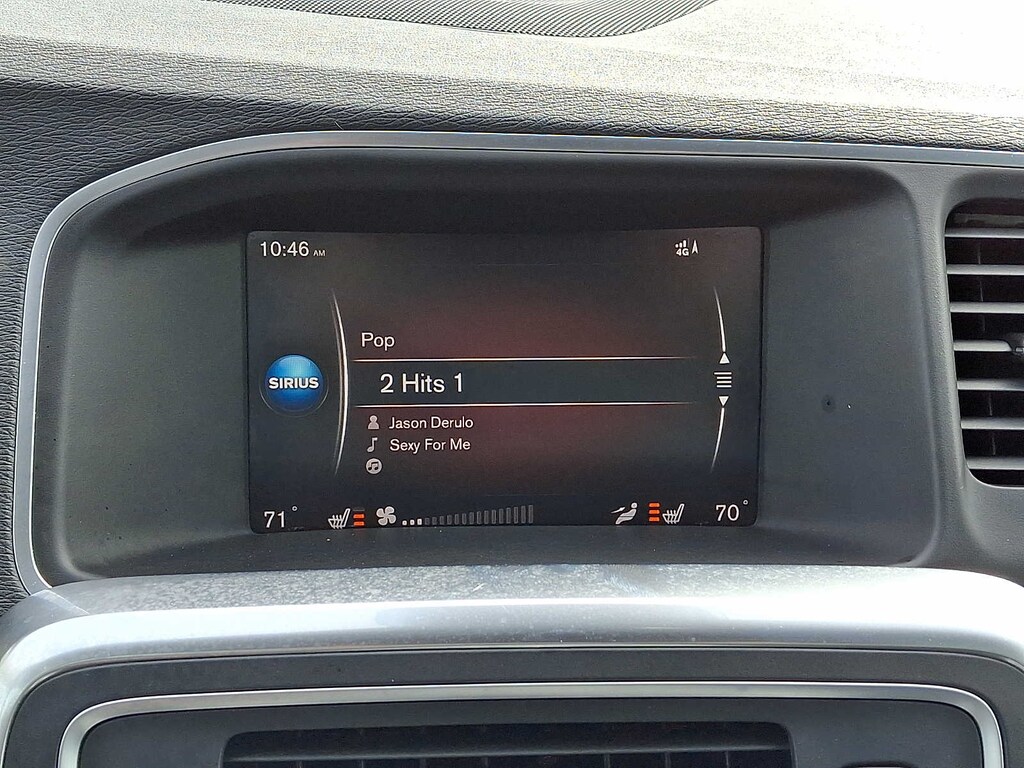 10:46 AM
4G
Pop
SIRIUS
2 Hits 1
Jason Derulo
Sexy For Me
71°
70°